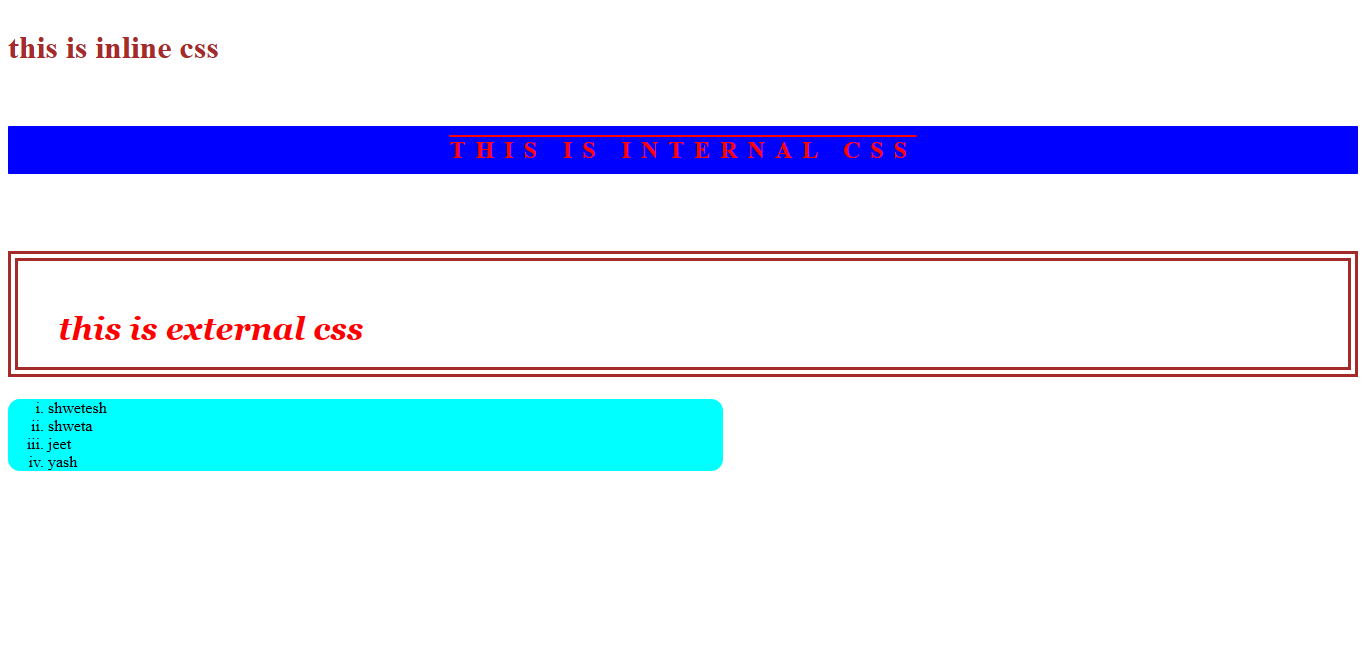 this is inline css
THIS IS INTERNAL CSS
this is external css
i. shwetesh
ii. shweta
iii. jeet
iv. yash